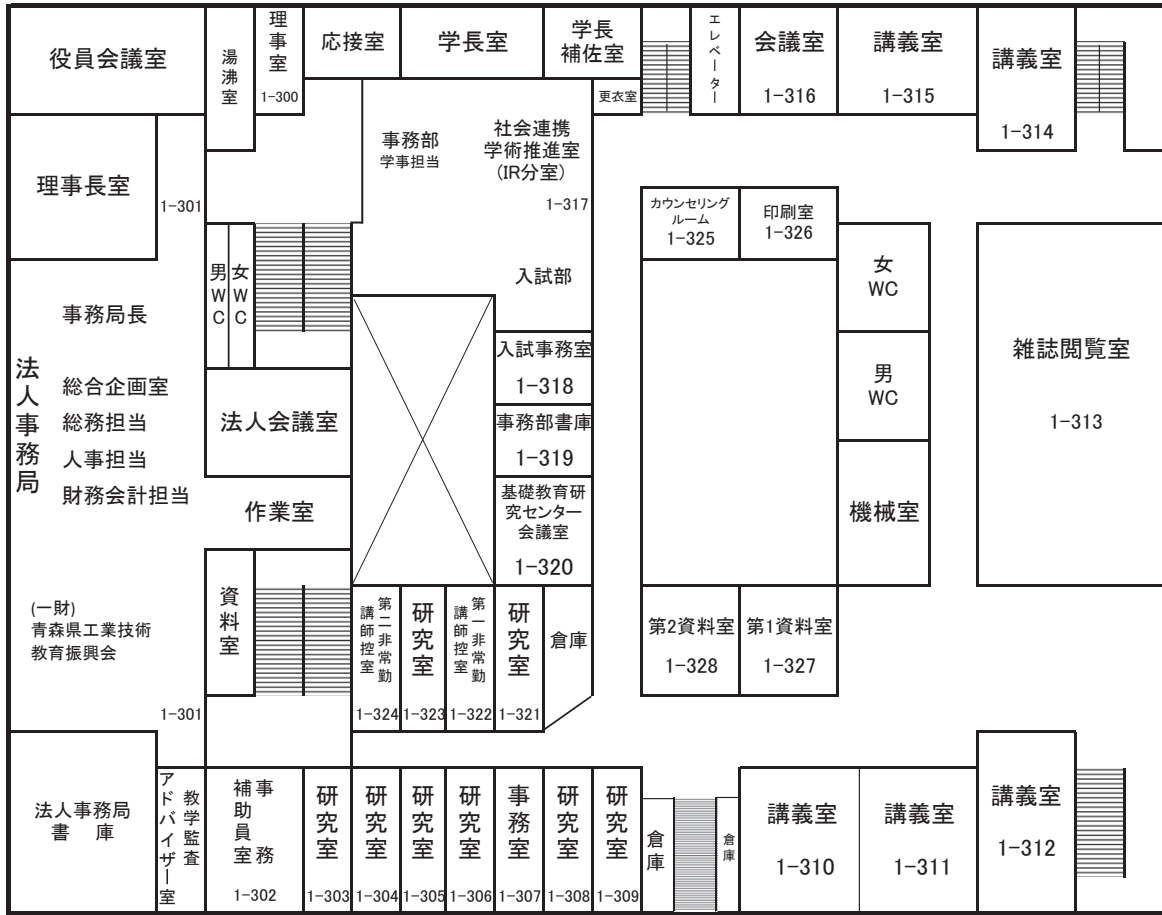 役員会議室
湯沸室
理事室
1-300
応接室
学長室
学長
補佐室
更衣室
エレベーター
会議室
1-316
講義室
1-315
講義室
1-314
理事長室
1-301
事務部
学事担当
社会連携
学術推進室
(IR分室)
1-317
入試部
カウンセリング
ルーム
1-325
印刷室
1-326
男WC
女WC
女
WC
男
WC
機械室
雑誌閲覧室
1-313
法人事務局
事務局長
総合企画室
総務担当
人事担当
財務会計担当
法人会議室
作業室
入試事務室
1-318
事務部書庫
1-319
基礎教育研
究センター
会議室
1-320
(一財)
青森県工業技術
教育振興会
1-301
資料室
第二非常勤
講師控室
1-324
研究室
1-323
第一非常勤
講師控室
1-322
研究室
1-321
倉庫
第2資料室
1-328
第1資料室
1-327
法人事務局
書庫
教学監査
アドバイザー室
事務
補助員室
1-302
研究室
1-303
研究室
1-304
研究室
1-305
研究室
1-306
事務室
1-307
研究室
1-308
研究室
1-309
倉庫
倉庫
講義室
1-310
講義室
1-311
講義室
1-312